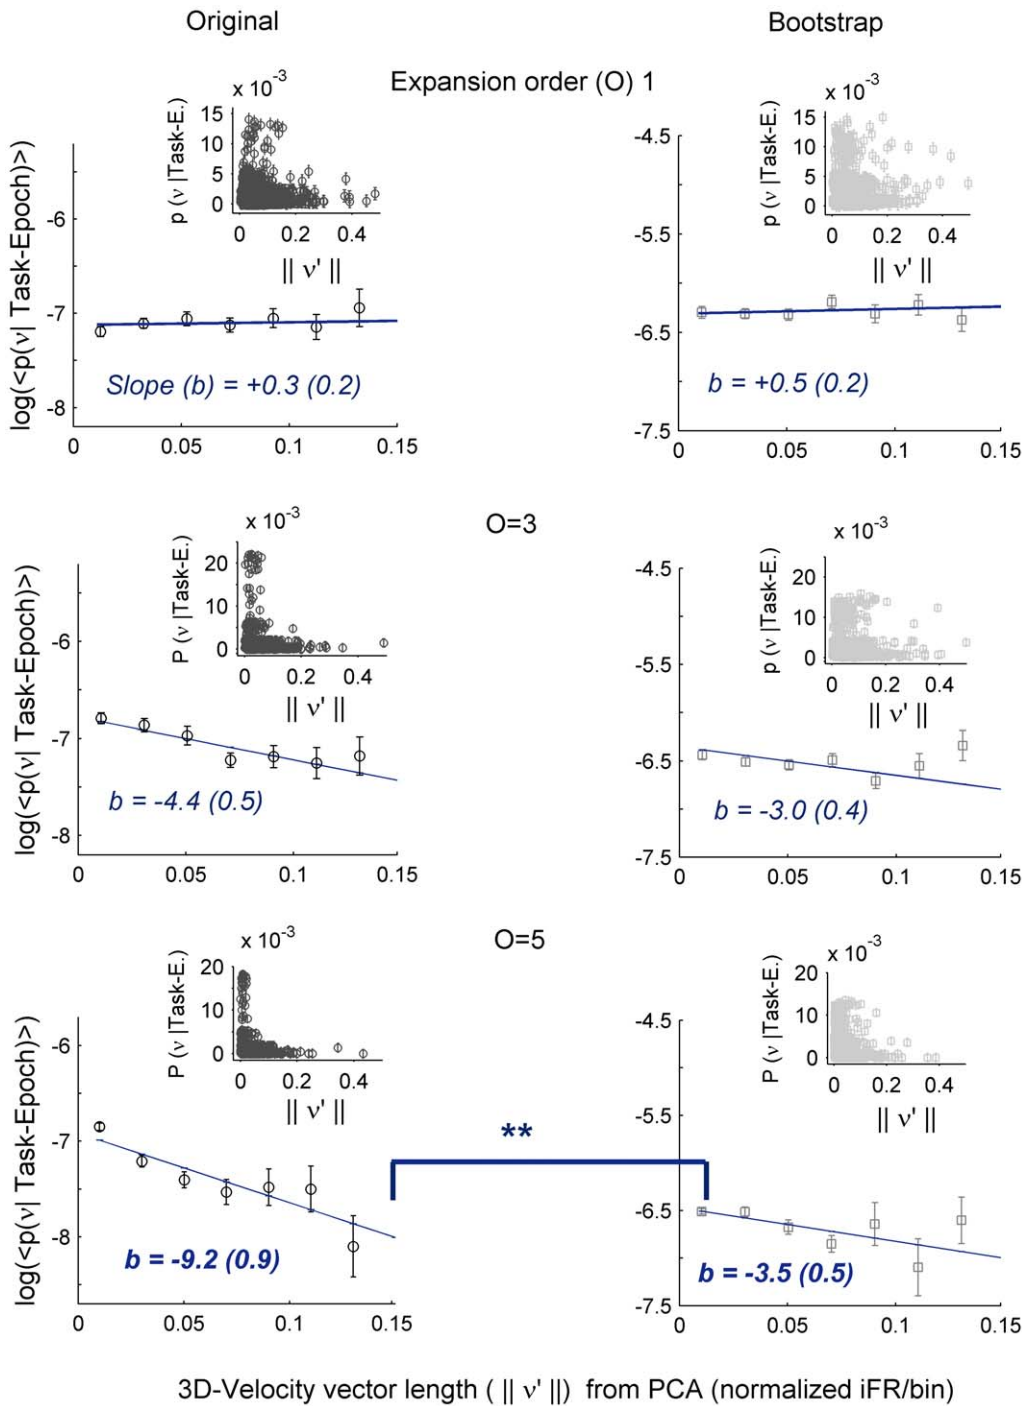 Original
Bootstrap
Expansion order (O) 1
x 10⁻³
p (ν |Task-E.)
15
10
5
0
0 0.2 0.4
|| ν' ||
log(<p(ν| Task-Epoch)>)
-6
-7
-8
Slope (b) = +0.3 (0.2)
0 0.05 0.1 0.15
x 10⁻³
p (ν |Task-E.)
15
10
5
0
0 0.2 0.4
|| ν' ||
-4.5
-5.5
-6.5
-7.5
b = +0.5 (0.2)
0 0.05 0.1 0.15
O=3
x 10⁻³
P (ν |Task-E.)
20
10
0
0 0.2 0.4
|| ν' ||
log(<p(ν| Task-Epoch)>)
-6
-7
-8
b = -4.4 (0.5)
0 0.05 0.1 0.15
x 10⁻³
p (ν |Task-E.)
20
10
0
0 0.2 0.4
|| ν' ||
-4.5
-5.5
-6.5
-7.5
b = -3.0 (0.4)
0 0.05 0.1 0.15
O=5
x 10⁻³
P (ν |Task-E.)
20
10
0
0 0.2 0.4
|| ν' ||
log(<p(ν| Task-Epoch)>)
-6
-7
-8
b = -9.2 (0.9)
0 0.05 0.1 0.15
**
x 10⁻³
P (ν |Task-E.)
20
10
0
0 0.2 0.4
|| ν' ||
-4.5
-5.5
-6.5
-7.5
b = -3.5 (0.5)
0 0.05 0.1 0.15
3D-Velocity vector length ( || ν' ||) from PCA (normalized iFR/bin)